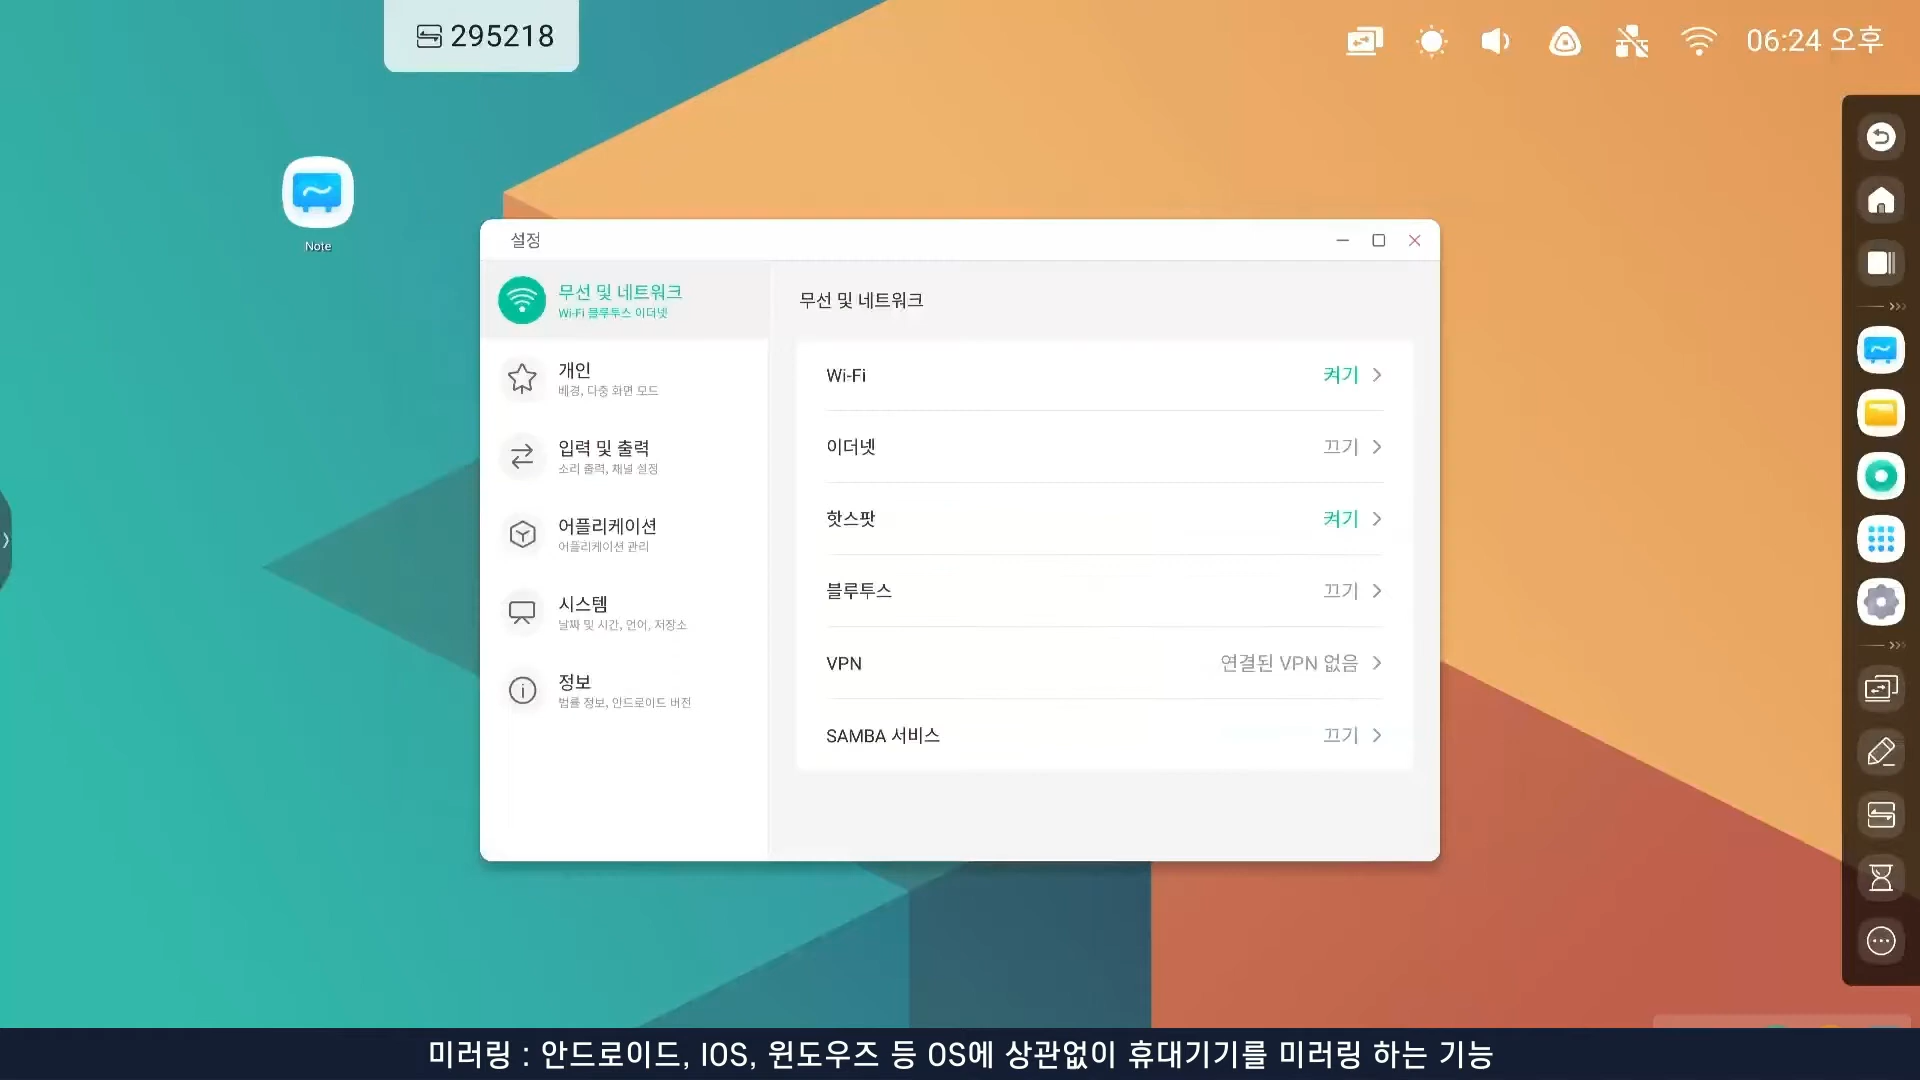 295218
06:24 오후
Note
설정
무선 및 네트워크
Wi-Fi 블루투스 이더넷
개인
배경, 다중 화면 모드
입력 및 출력
소리 출력, 채널 설정
어플리케이션
어플리케이션 관리
시스템
날짜 및 시간, 언어, 저장소
정보
법률 정보, 안드로이드 버전
무선 및 네트워크
Wi-Fi 켜기
이더넷 끄기
핫스팟 켜기
블루투스 끄기
VPN 연결된 VPN 없음
SAMBA 서비스 끄기
미러링 : 안드로이드, IOS, 윈도우즈 등 OS에 상관없이 휴대기기를 미러링 하는 기능